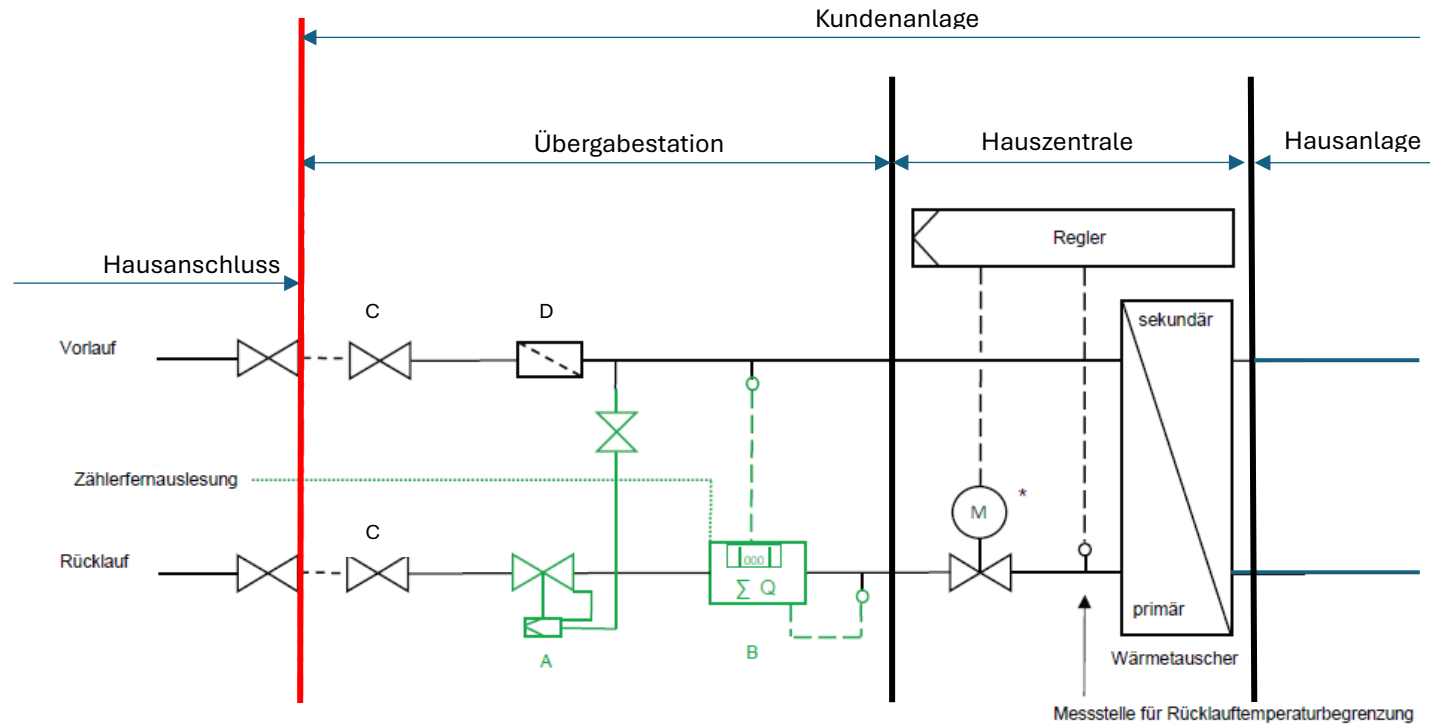 Kundenanlage
Übergabestation
Hauszentrale
Hausanlage
Regler
Hausanschluss
C
D
sekundär
Vorlauf
Zählerfernauslesung
M
*
C
Rücklauf
000
∑ Q
primär
A
B
Wärmetauscher
Messstelle für Rücklauftemperaturbegrenzung